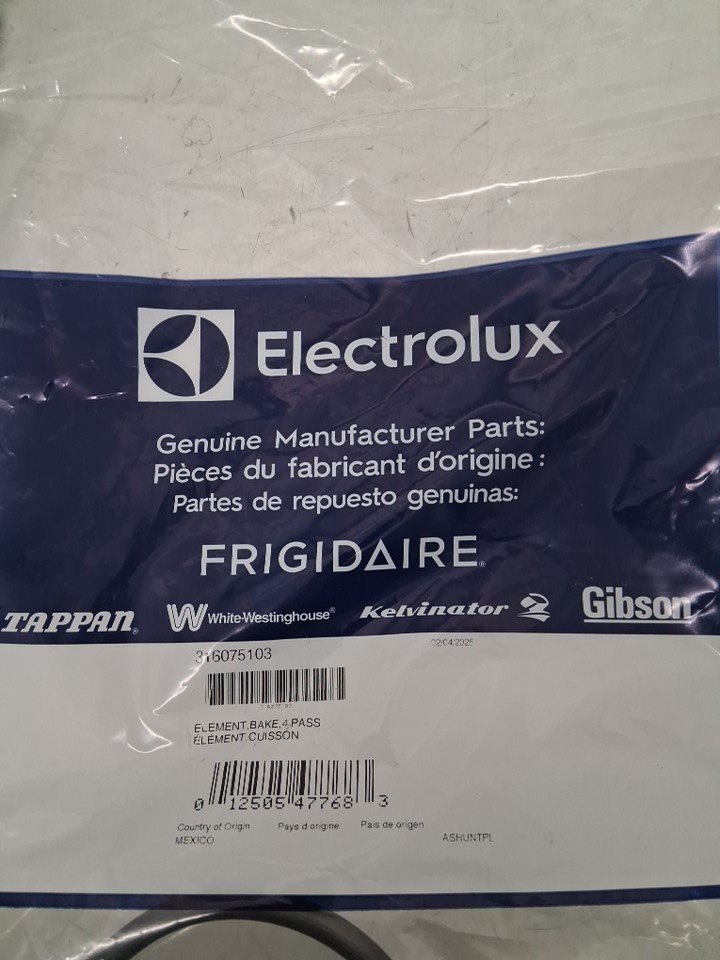 Electrolux
Genuine Manufacturer Parts:
Pièces du fabricant d'origine :
Partes de repuesto genuinas:
FRIGIDAIRE®
TAPPAN® White-Westinghouse® Kelvinator Gibson
316075103 02/04/2025
ELEMENT,BAKE,4 PASS
ÉLÉMENT,CUISSON
0 12505 47768 3
Country of Origin Pays d origine Pais de origen
MEXICO ASHUNTPL